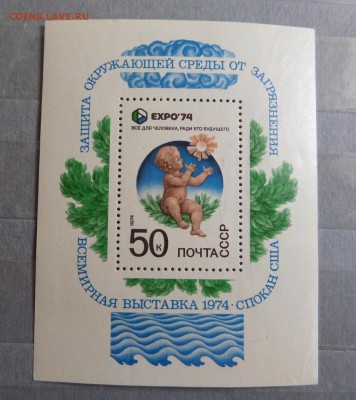 COINS.LAVE.RU
ЗАЩИТА ОКРУЖАЮЩЕЙ СРЕДЫ ОТ ЗАГРЯЗНЕНИЯ
EXPO'74
ВСЕ ДЛЯ ЧЕЛОВЕКА, РАДИ ЕГО БУДУЩЕГО
1974
50К ПОЧТА СССР
ВСЕМИРНАЯ ВЫСТАВКА 1974 · СПОКАН США